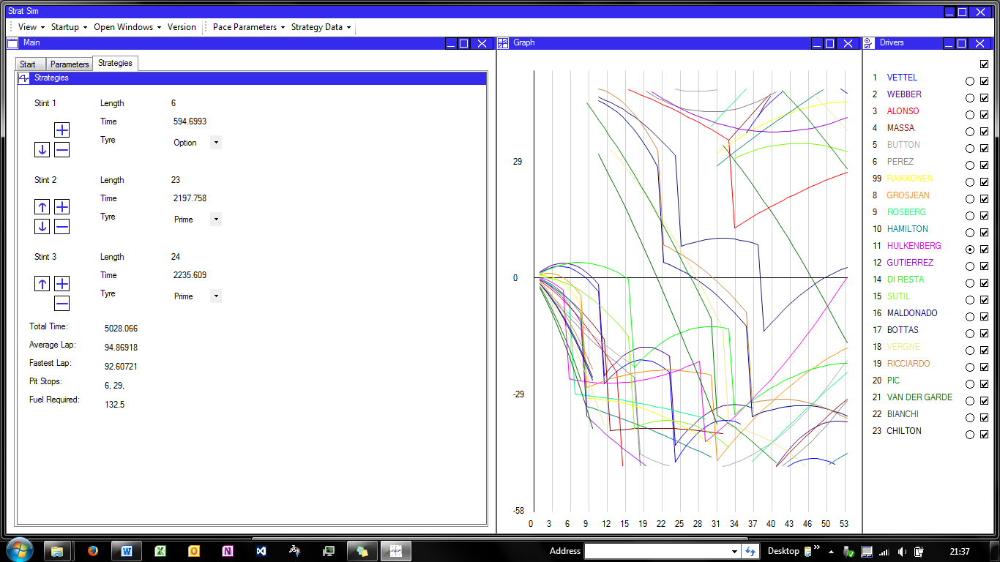 Strat Sim
View Startup Open Windows Version Pace Parameters Strategy Data
Main
Start Parameters Strategies
Strategies
Stint 1 Length 6
Time 594.6993
Tyre Option
Stint 2 Length 23
Time 2197.758
Tyre Prime
Stint 3 Length 24
Time 2235.609
Tyre Prime
Total Time: 5028.066
Average Lap: 94.86918
Fastest Lap: 92.60721
Pit Stops: 6, 29,
Fuel Required: 132.5
Graph
29
0
-29
-58
0 3 6 9 12 15 19 22 25 28 31 34 37 40 43 46 50 53
Drivers
1 VETTEL
2 WEBBER
3 ALONSO
4 MASSA
5 BUTTON
6 PEREZ
99 RAIKKONEN
8 GROSJEAN
9 ROSBERG
10 HAMILTON
11 HULKENBERG
12 GUTIERREZ
14 DI RESTA
15 SUTIL
16 MALDONADO
17 BOTTAS
18 VERGNE
19 RICCIARDO
20 PIC
21 VAN DER GARDE
22 BIANCHI
23 CHILTON
Address Desktop 21:37